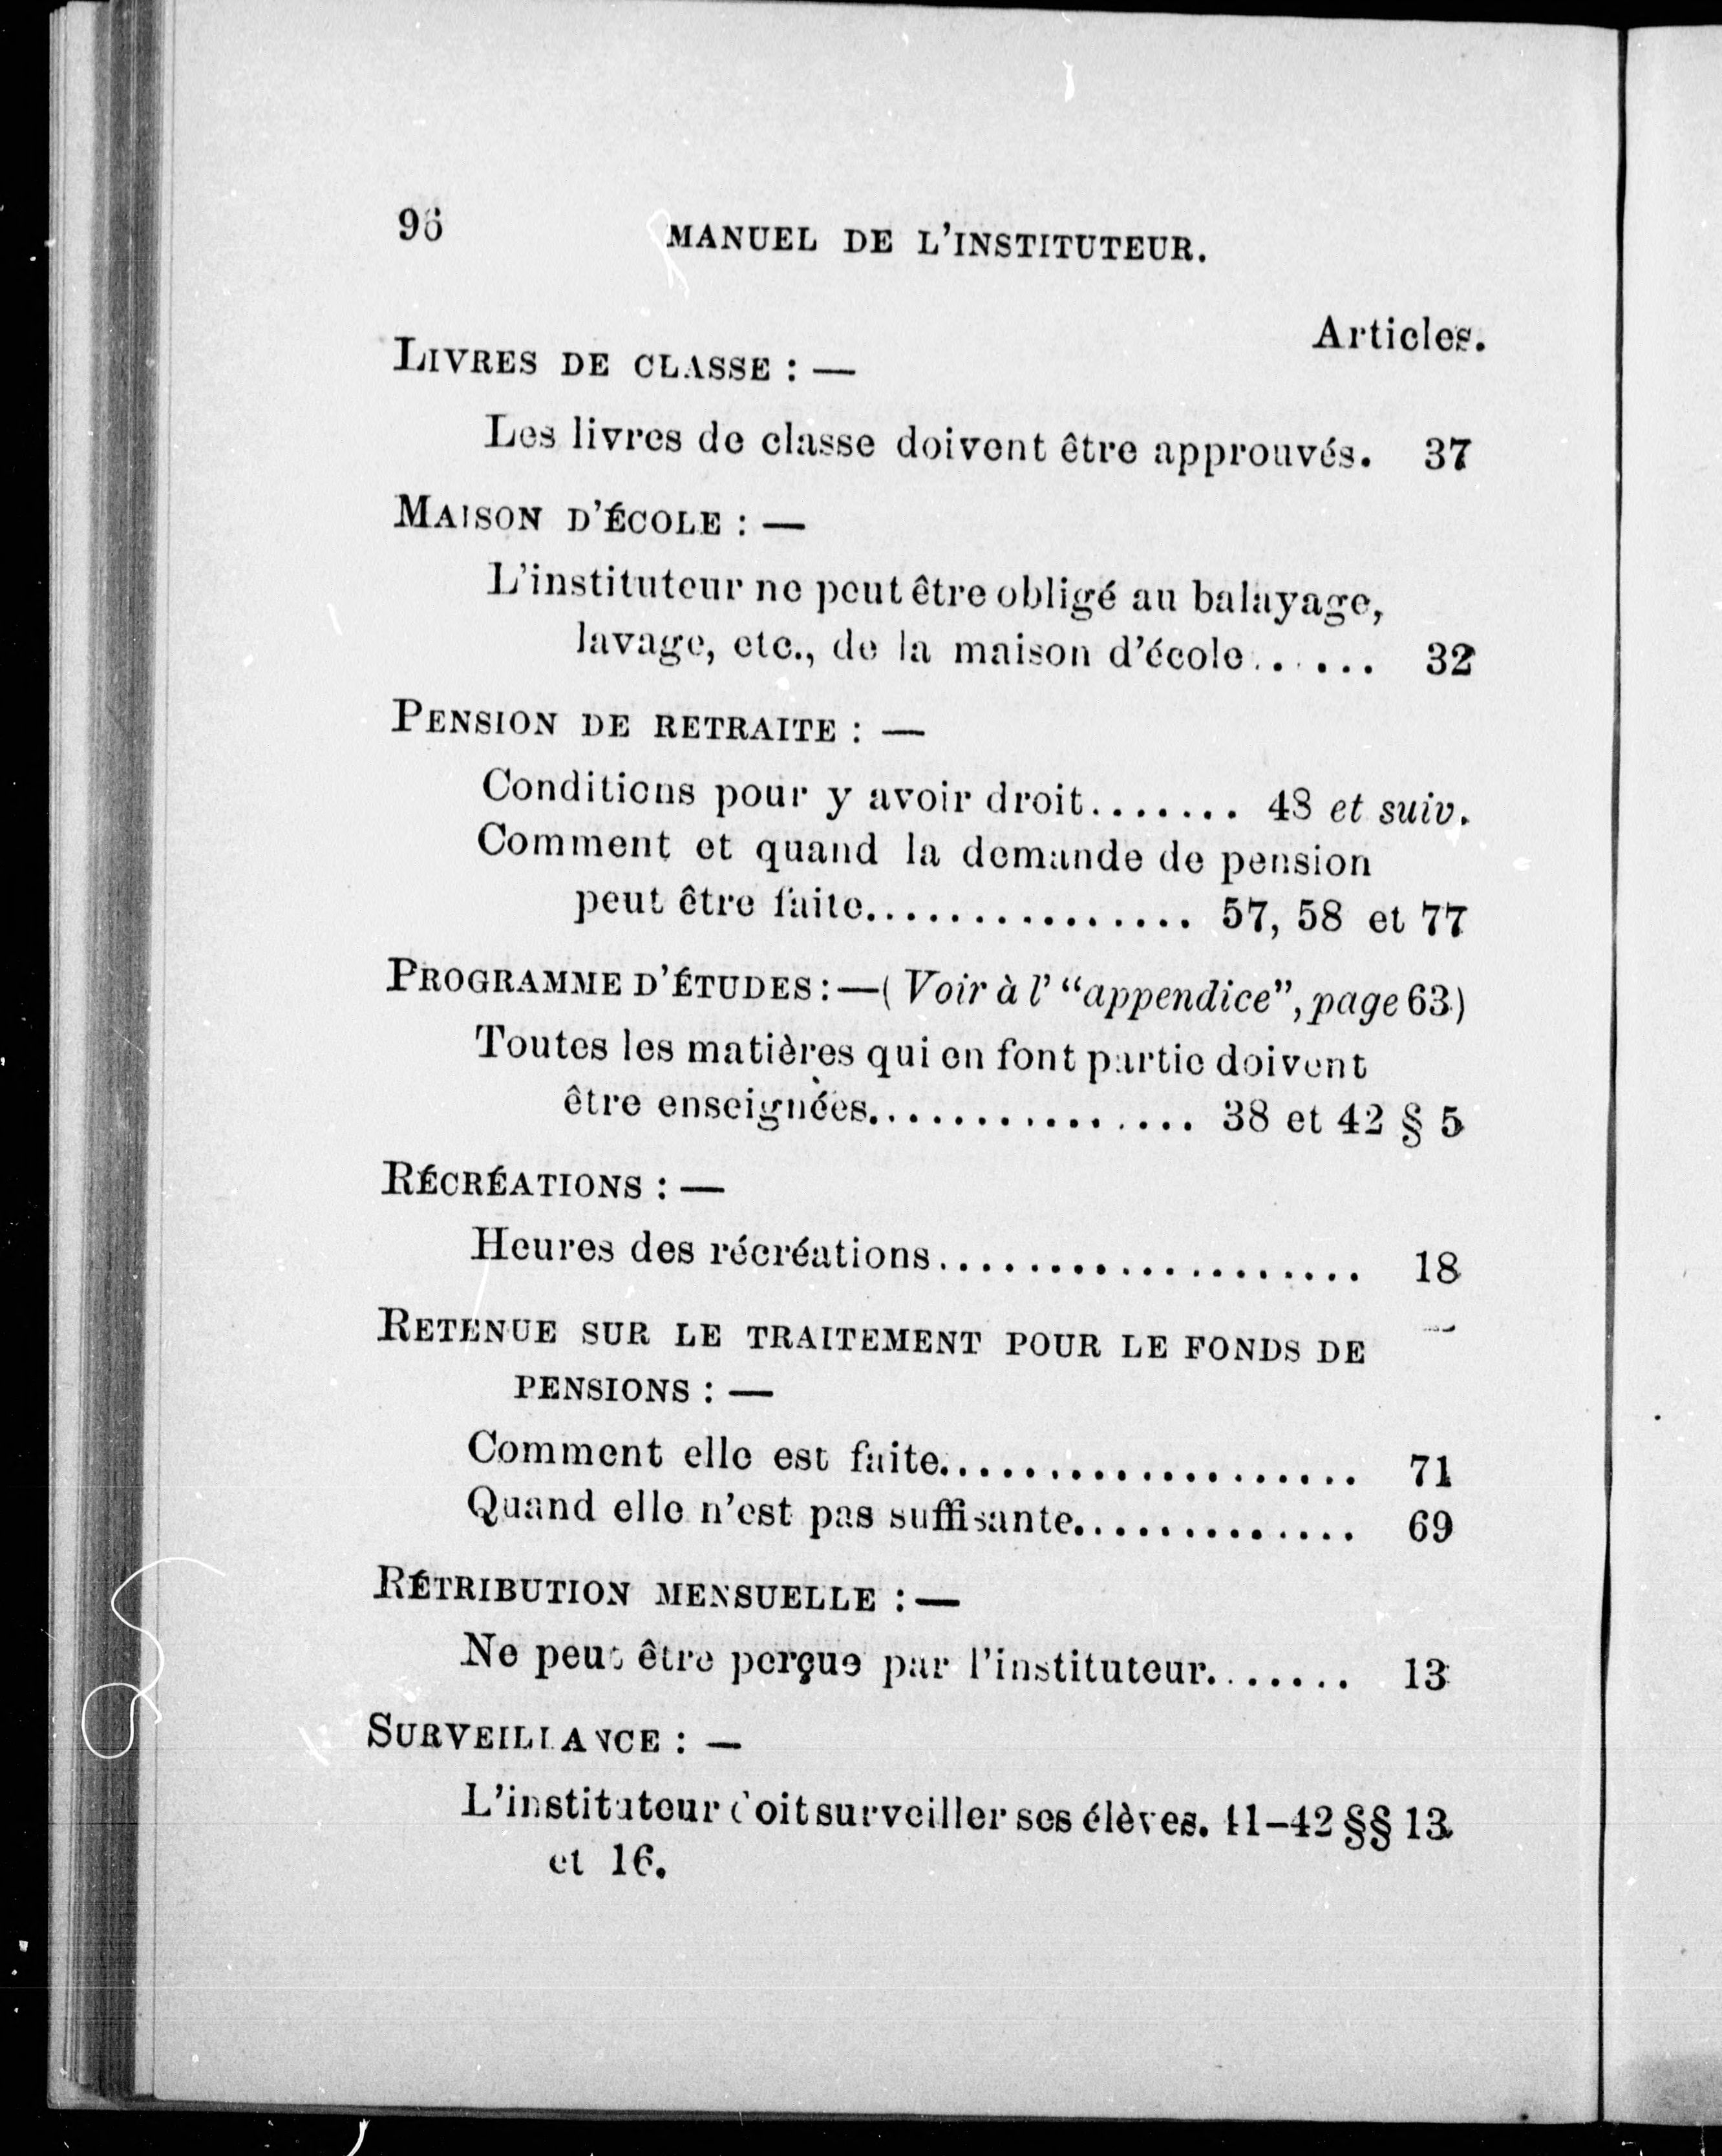 96 MANUEL DE L'INSTITUTEUR.
Articles.
LIVRES DE CLASSE : —
Les livres de classe doivent être approuvés. 37
MAISON D'ÉCOLE : —
L'instituteur ne peut être obligé au balayage,
lavage, etc., de la maison d'école...... 32
PENSION DE RETRAITE : —
Conditions pour y avoir droit....... 48 et suiv.
Comment et quand la demande de pension
peut être faite............... 57, 58 et 77
PROGRAMME D'ÉTUDES : —( Voir à l' “appendice”, page 63)
Toutes les matières qui en font partie doivent
être enseignées............... 38 et 42 § 5
RÉCRÉATIONS : —
Heures des récréations.................... 18
RETENUE SUR LE TRAITEMENT POUR LE FONDS DE
PENSIONS : —
Comment elle est faite.................... 71
Quand elle n'est pas suffisante.............. 69
RÉTRIBUTION MENSUELLE : —
Ne peut être perçue par l'instituteur....... 13
SURVEILLANCE : —
L'instituteur doit surveiller ses élèves. 41–42 §§ 13
et 16.